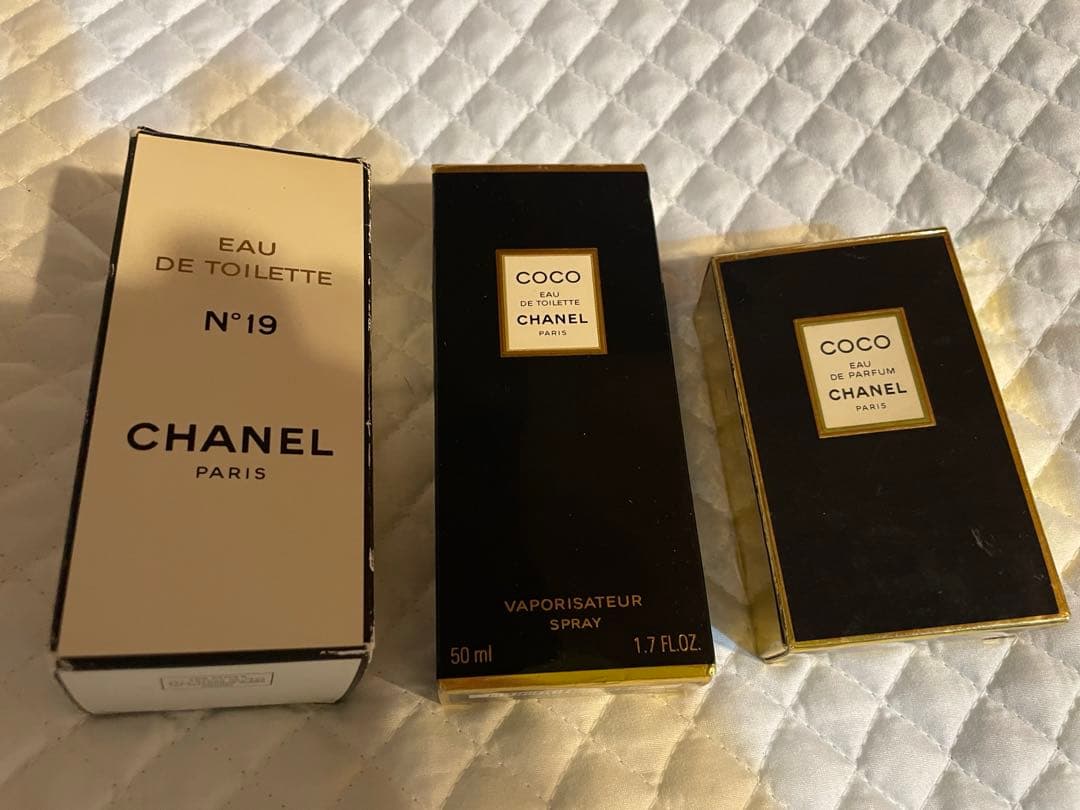 EAU
DE TOILETTE
N°19
CHANEL
PARIS
COCO
EAU
DE TOILETTE
CHANEL
PARIS
VAPORISATEUR
SPRAY
50 ml
1.7 FL.OZ.
COCO
EAU
DE PARFUM
CHANEL
PARIS